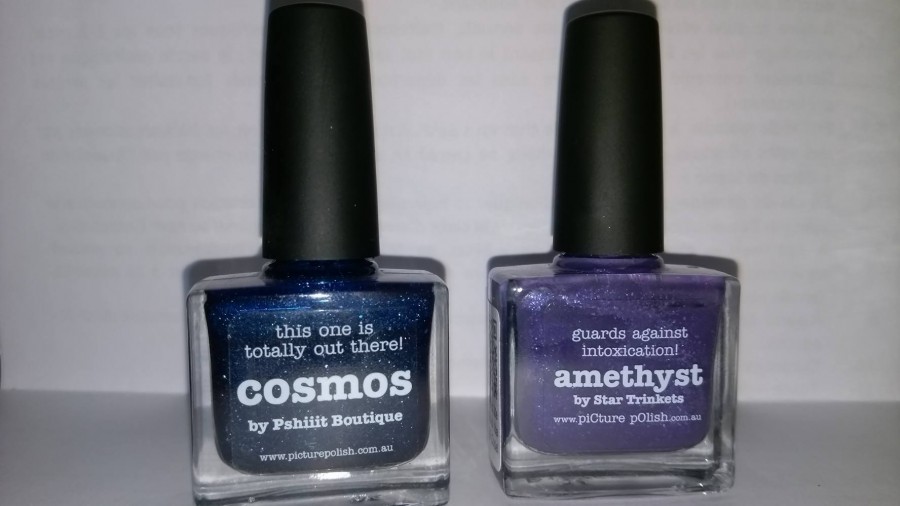 this one is
totally out there!
cosmos
by Pshiiit Boutique
www.picturepolish.com.au
guards against
intoxication!
amethyst
by Star Trinkets
www.piCture pOlish.com.au